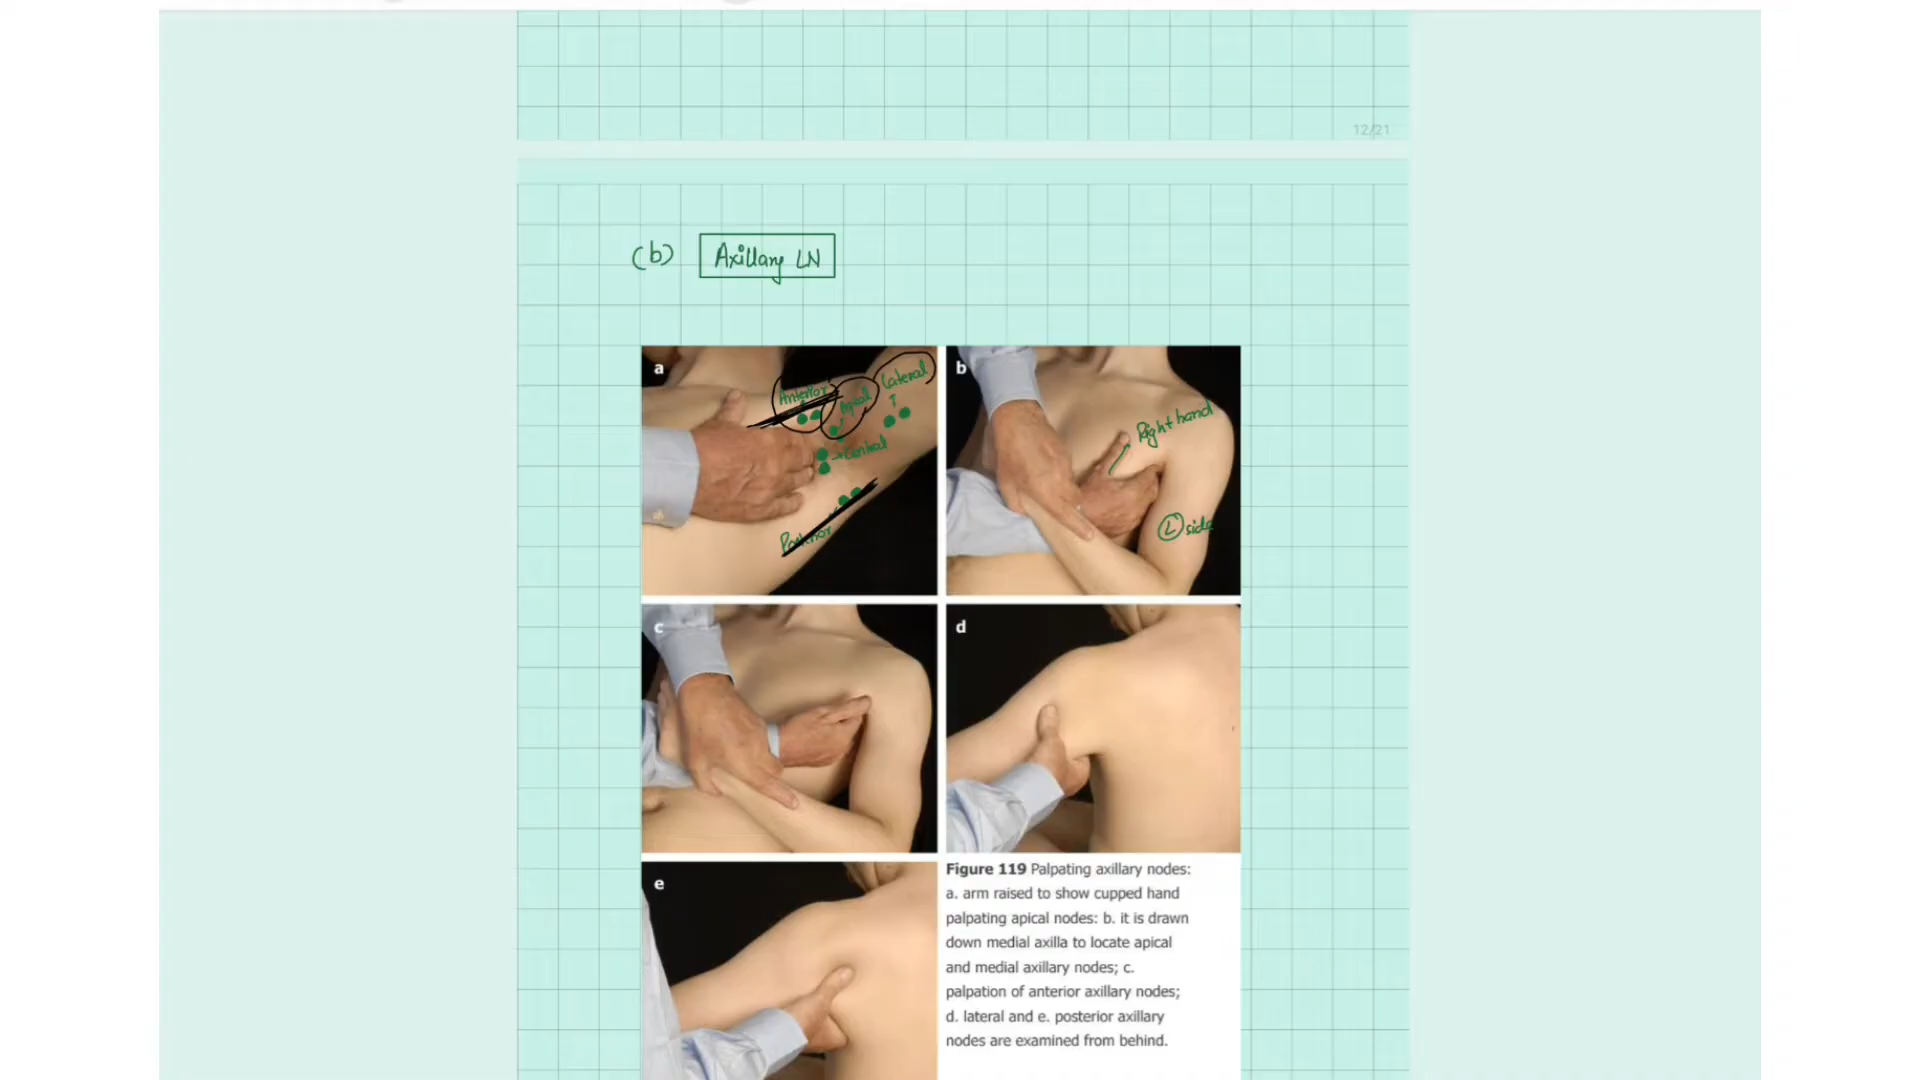 12/21
(b) Axillary LN
a
Anterior
Apical
Lateral
Central
Posterior
b
Right hand
L side
c
d
e
Figure 119 Palpating axillary nodes:
a. arm raised to show cupped hand
palpating apical nodes: b. it is drawn
down medial axilla to locate apical
and medial axillary nodes; c.
palpation of anterior axillary nodes;
d. lateral and e. posterior axillary
nodes are examined from behind.